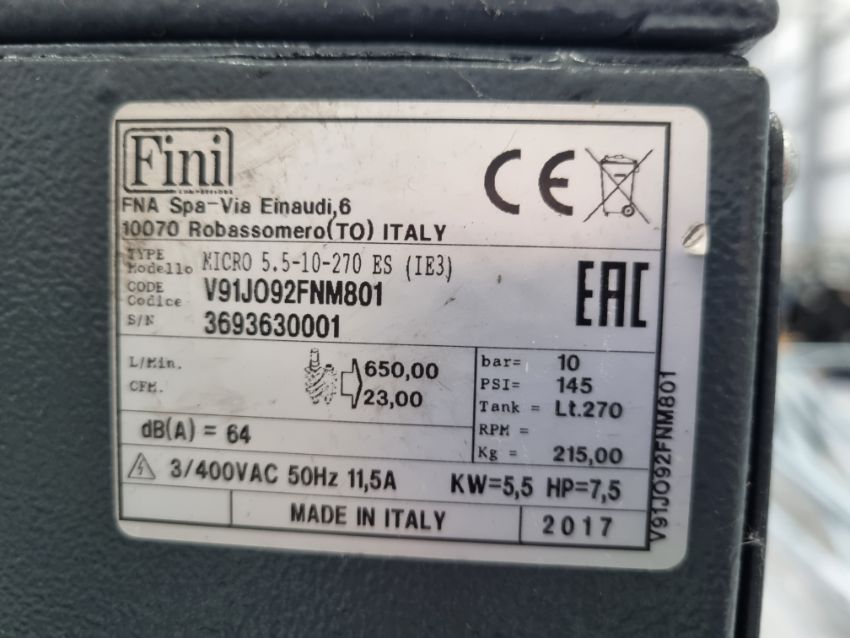 Fini
FNA Spa-Via Einaudi,6
10070 Robassomero(TO) ITALY
CE
TYPE
Modello MICRO 5.5-10-270 ES (IE3)
CODE
Codice V91J092FNM801
S/N 3693630001
EAC
L/Min. 650,00
CFM. 23,00
bar= 10
PSI= 145
Tank = Lt.270
RPM =
Kg = 215,00
dB(A) = 64
3/400VAC 50Hz 11,5A KW=5,5 HP=7,5
MADE IN ITALY 2017
V91J092FNM801